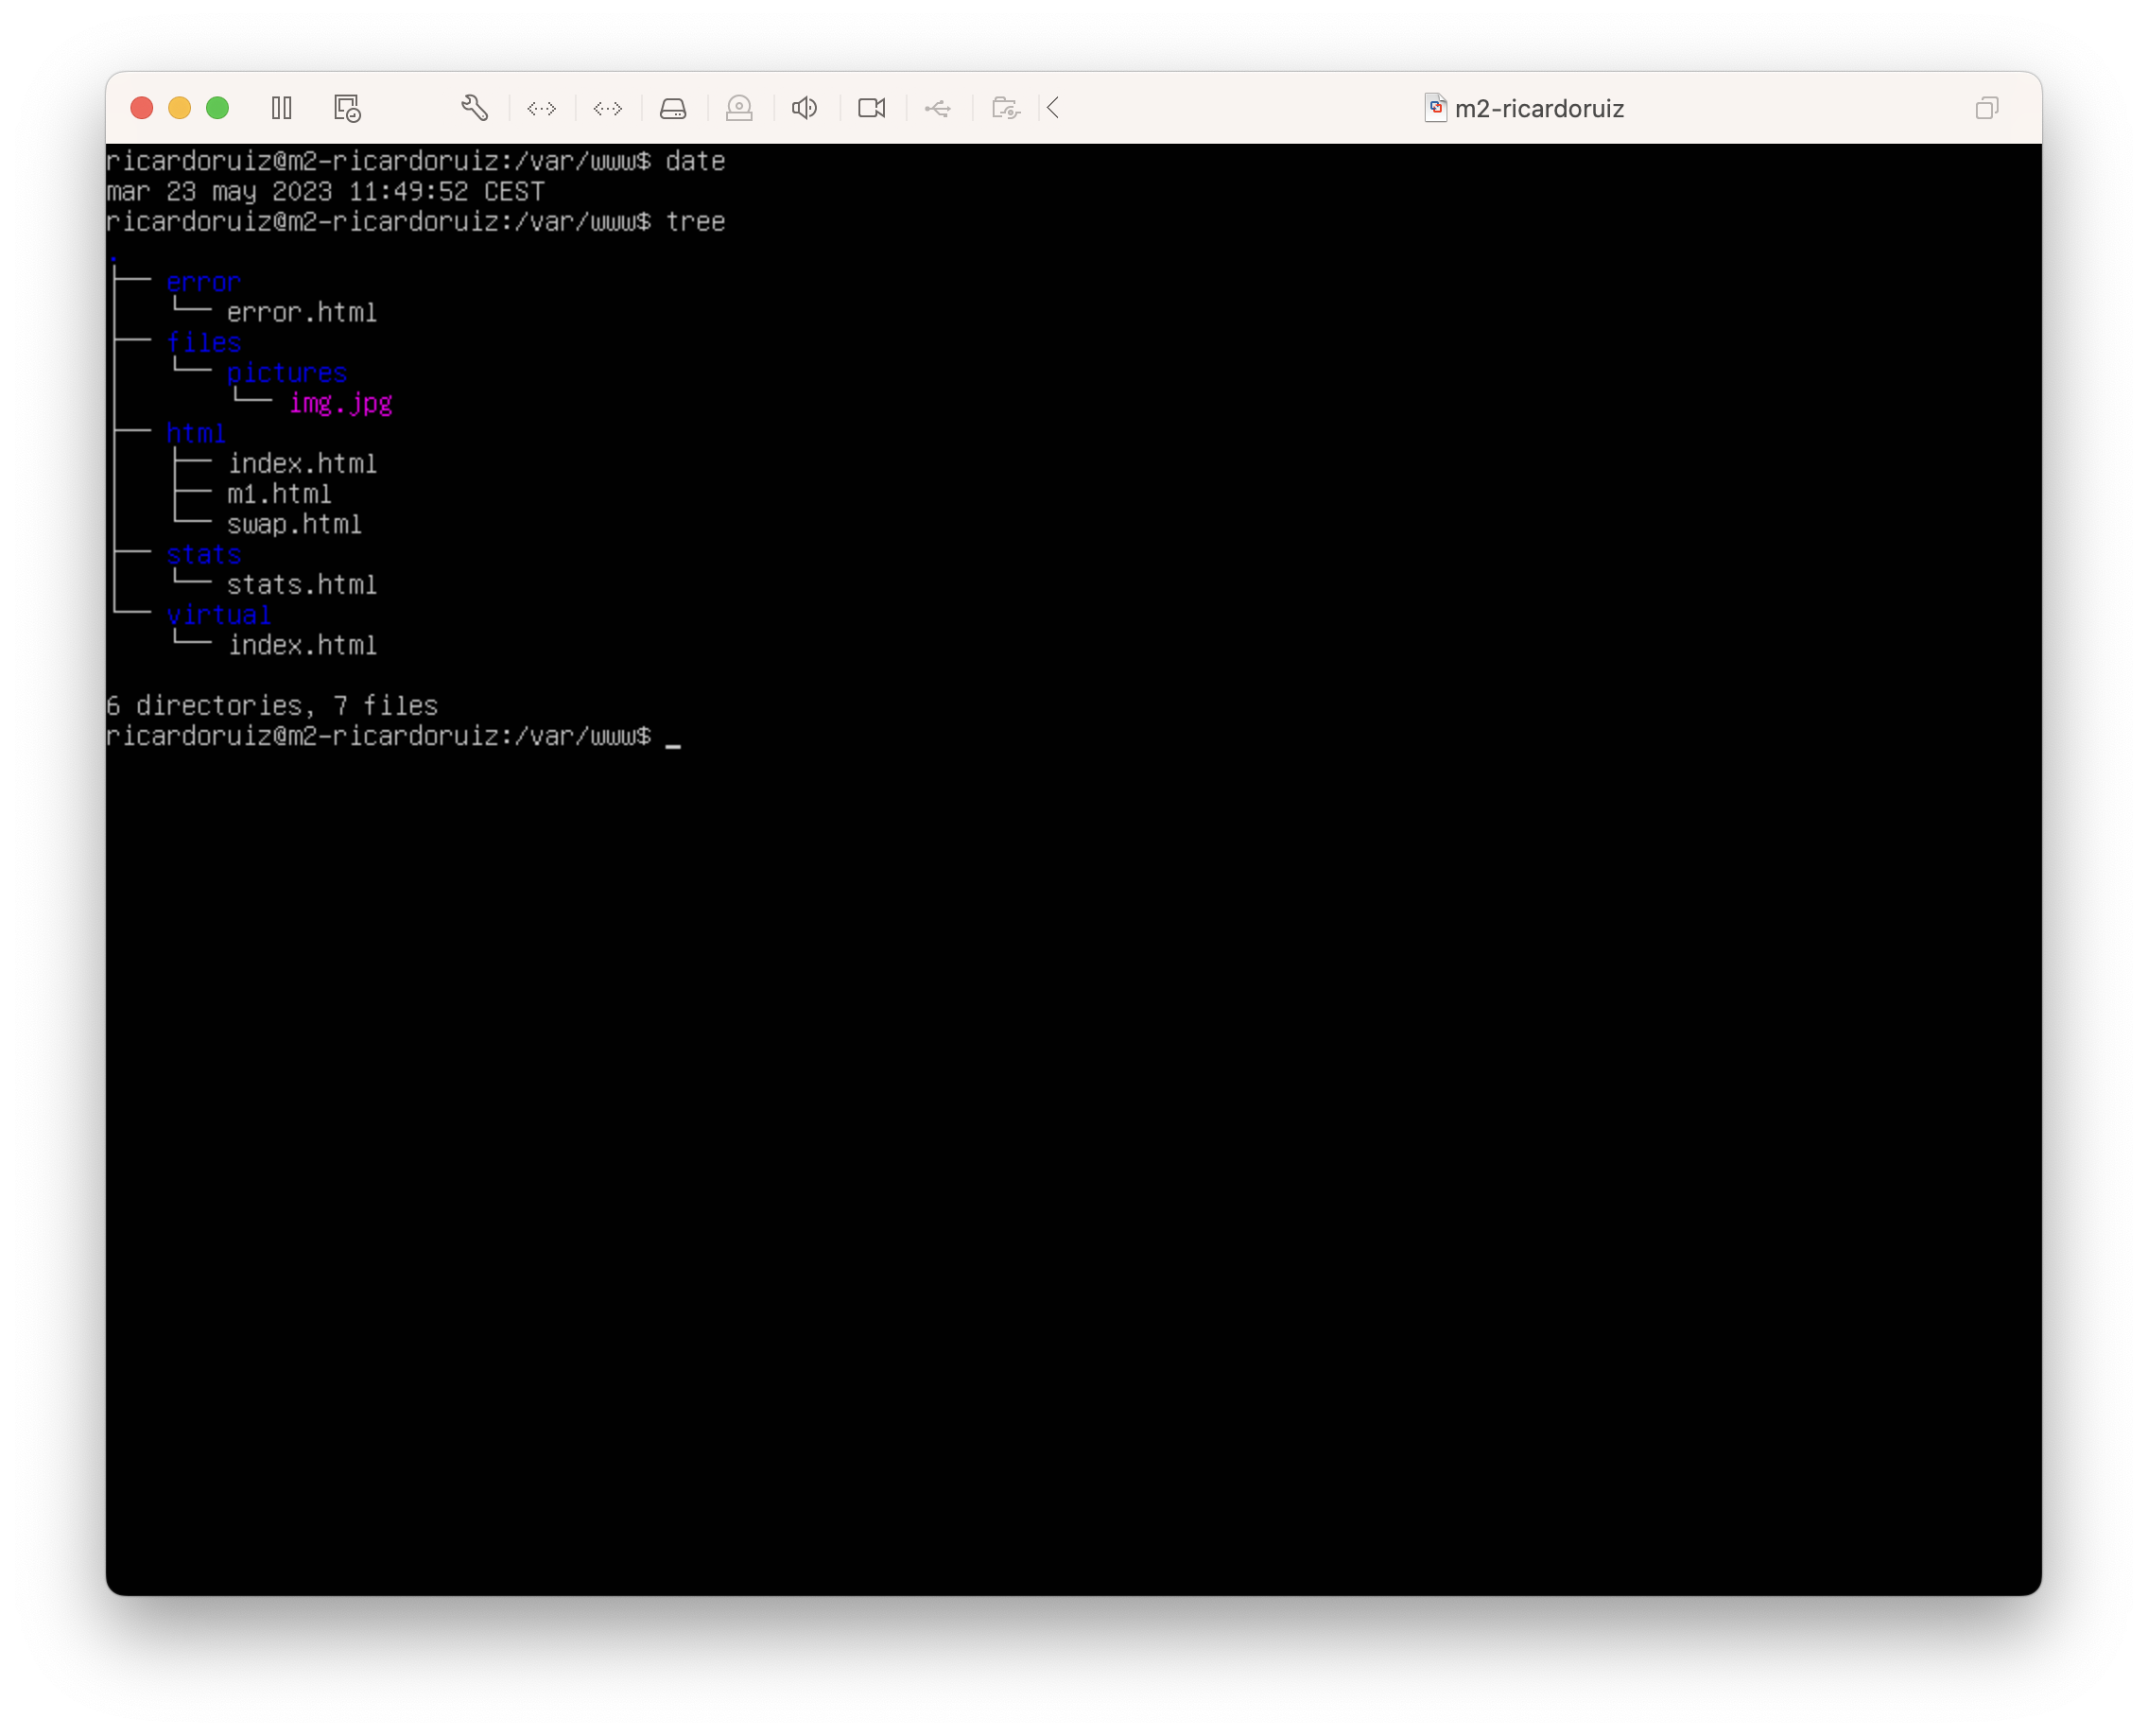 m2-ricardoruiz
ricardoruiz@m2-ricardoruiz:/var/www$ date
mar 23 may 2023 11:49:52 CEST
ricardoruiz@m2-ricardoruiz:/var/www$ tree
.
├── error
│   └── error.html
├── files
│   └── pictures
│       └── img.jpg
├── html
│   ├── index.html
│   ├── m1.html
│   └── swap.html
├── stats
│   └── stats.html
└── virtual
    └── index.html
6 directories, 7 files
ricardoruiz@m2-ricardoruiz:/var/www$ _